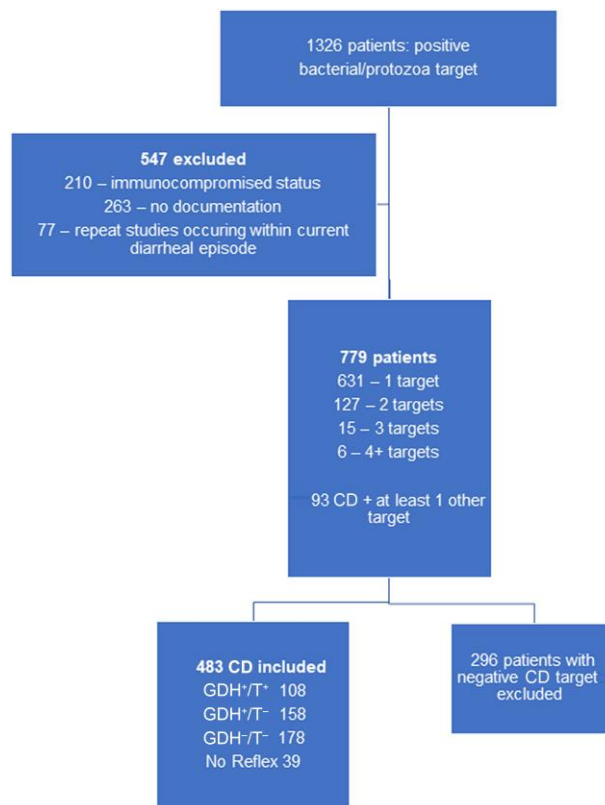 1326 patients: positive
bacterial/protozoa target
547 excluded
210 – immunocompromised status
263 – no documentation
77 – repeat studies occuring within current
diarrheal episode
779 patients
631 – 1 target
127 – 2 targets
15 – 3 targets
6 – 4+ targets
93 CD + at least 1 other
target
483 CD included
GDH⁺/T⁺ 108
GDH⁺/T⁻ 158
GDH⁻/T⁻ 178
No Reflex 39
296 patients with
negative CD target
excluded